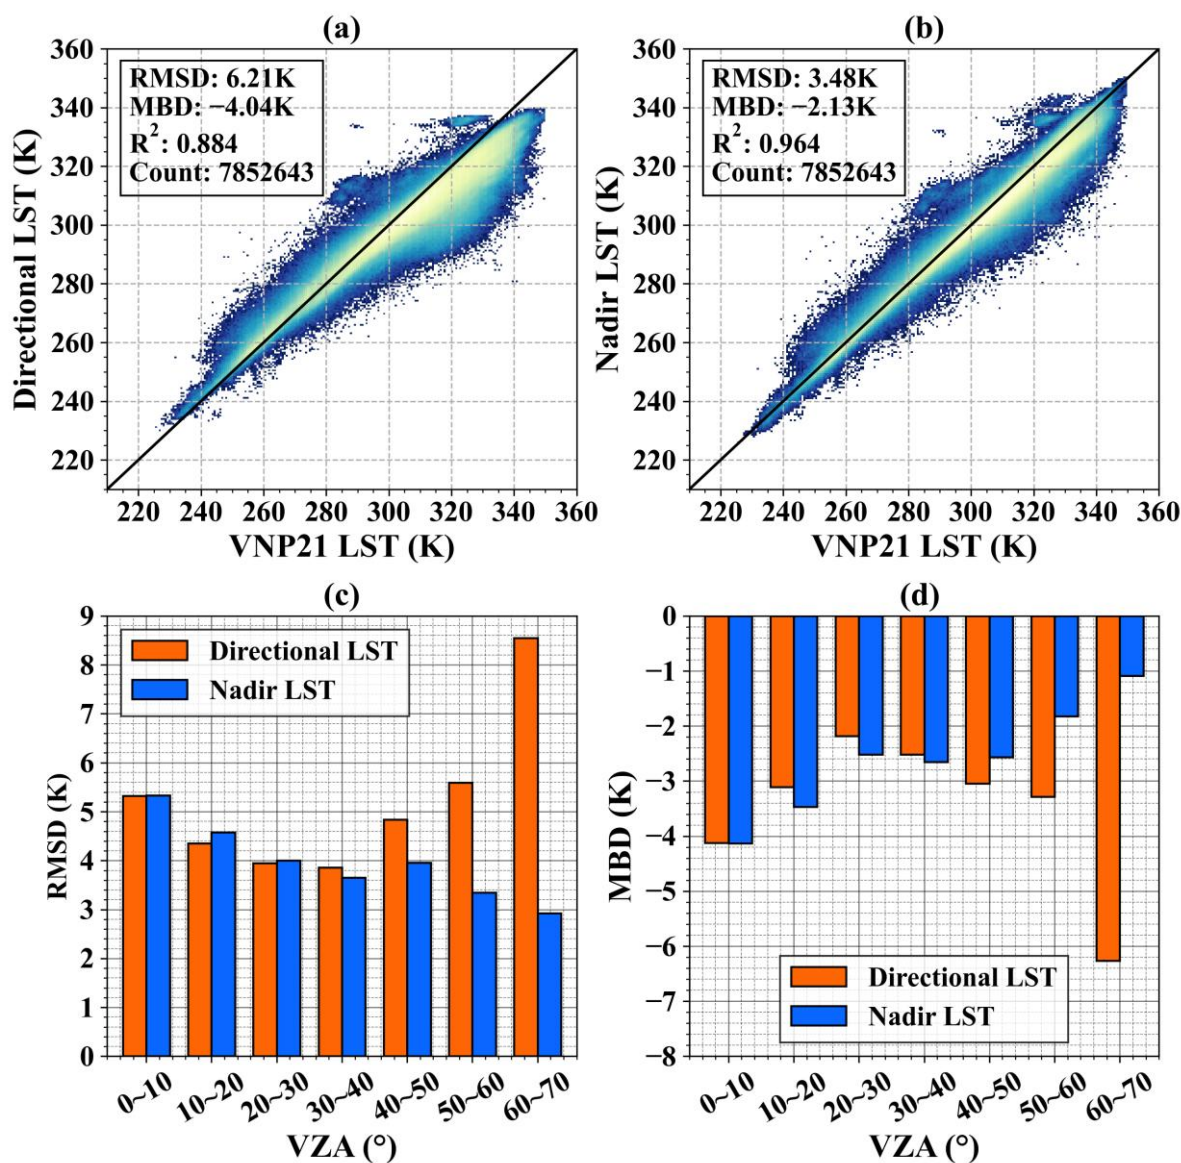 (a)
RMSD: 6.21K
MBD: −4.04K
R²: 0.884
Count: 7852643
360
340
320
300
280
260
240
220
Directional LST (K)
220 240 260 280 300 320 340 360
VNP21 LST (K)
(b)
RMSD: 3.48K
MBD: −2.13K
R²: 0.964
Count: 7852643
360
340
320
300
280
260
240
220
Nadir LST (K)
220 240 260 280 300 320 340 360
VNP21 LST (K)
(c)
Directional LST
Nadir LST
9
8
7
6
5
4
3
2
1
0
RMSD (K)
0~10 10~20 20~30 30~40 40~50 50~60 60~70
VZA (°)
(d)
0
−1
−2
−3
−4
−5
−6
−7
−8
MBD (K)
Directional LST
Nadir LST
0~10 10~20 20~30 30~40 40~50 50~60 60~70
VZA (°)